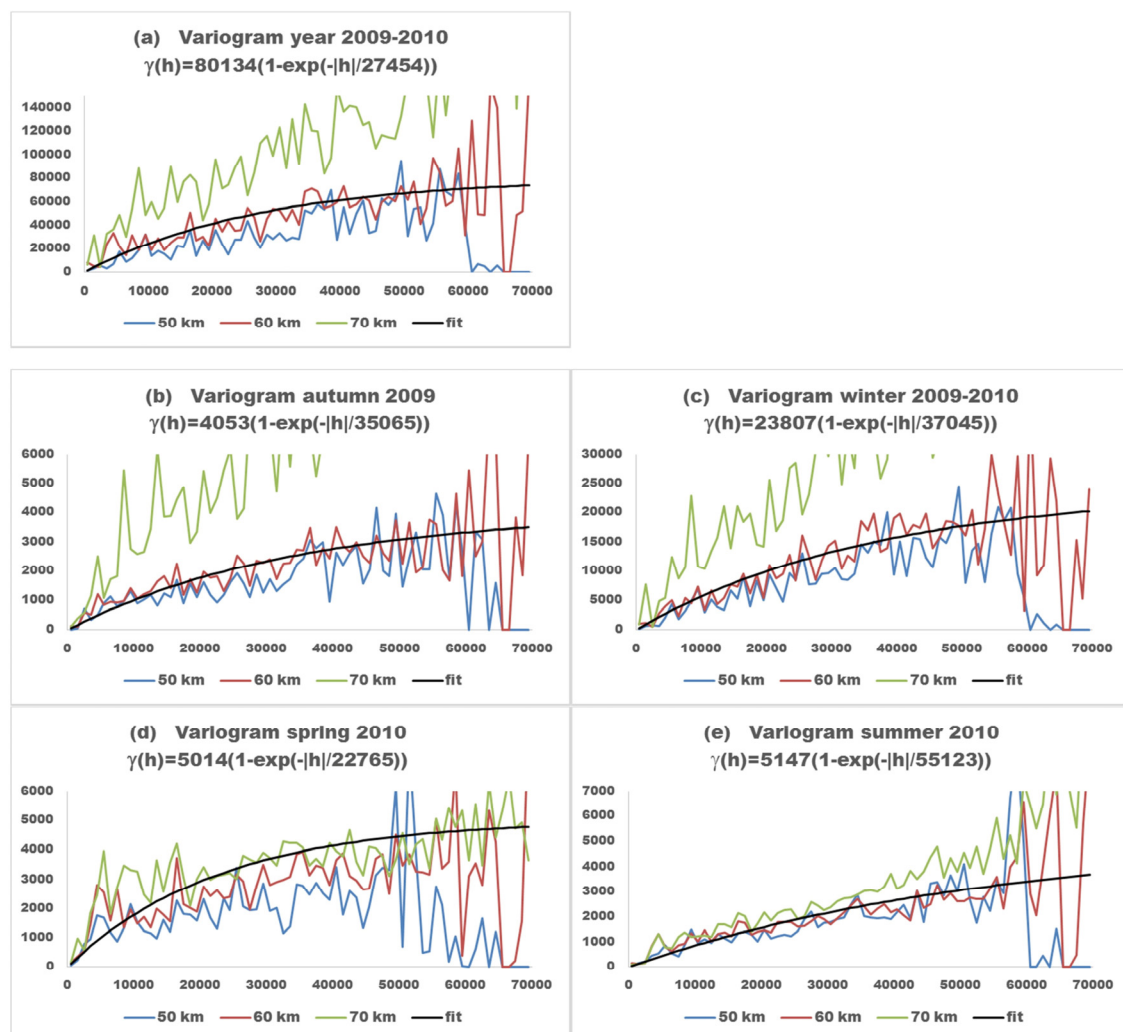 (a) Variogram year 2009-2010
γ(h)=80134(1-exp(-|h|/27454))
140000
120000
100000
80000
60000
40000
20000
0
0 10000 20000 30000 40000 50000 60000 70000
50 km 60 km 70 km fit
(b) Variogram autumn 2009
γ(h)=4053(1-exp(-|h|/35065))
6000
5000
4000
3000
2000
1000
0
0 10000 20000 30000 40000 50000 60000 70000
50 km 60 km 70 km fit
(c) Variogram winter 2009-2010
γ(h)=23807(1-exp(-|h|/37045))
30000
25000
20000
15000
10000
5000
0
0 10000 20000 30000 40000 50000 60000 70000
50 km 60 km 70 km fit
(d) Variogram spring 2010
γ(h)=5014(1-exp(-|h|/22765))
6000
5000
4000
3000
2000
1000
0
0 10000 20000 30000 40000 50000 60000 70000
50 km 60 km 70 km fit
(e) Variogram summer 2010
γ(h)=5147(1-exp(-|h|/55123))
7000
6000
5000
4000
3000
2000
1000
0
0 10000 20000 30000 40000 50000 60000 70000
50 km 60 km 70 km fit